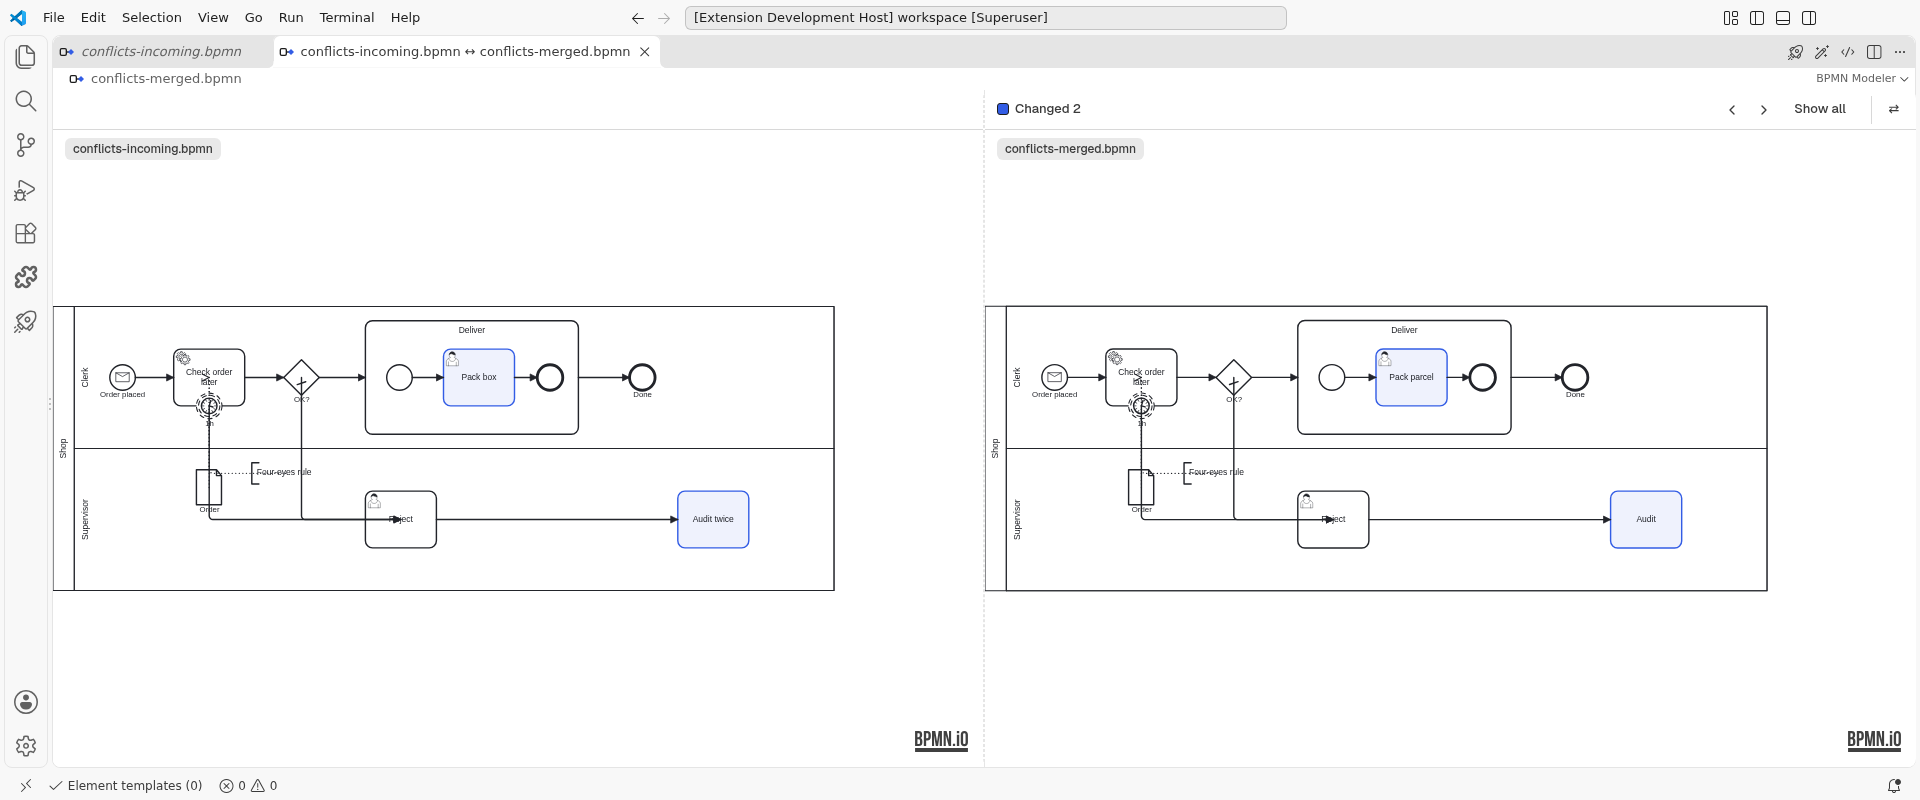 File Edit Selection View Go Run Terminal Help
[Extension Development Host] workspace [Superuser]
conflicts-incoming.bpmn
conflicts-incoming.bpmn ↔ conflicts-merged.bpmn
conflicts-merged.bpmn
BPMN Modeler
Changed 2
Show all
conflicts-incoming.bpmn
conflicts-merged.bpmn
Shop
Clerk
Supervisor
Order placed
Check order
later
1h
OK?
Deliver
Pack box
Done
Order
Four-eyes rule
Reject
Audit twice
BPMN.iO
Shop
Clerk
Supervisor
Order placed
Check order
later
1h
OK?
Deliver
Pack parcel
Done
Order
Four-eyes rule
Reject
Audit
BPMN.iO
Element templates (0)
0
0